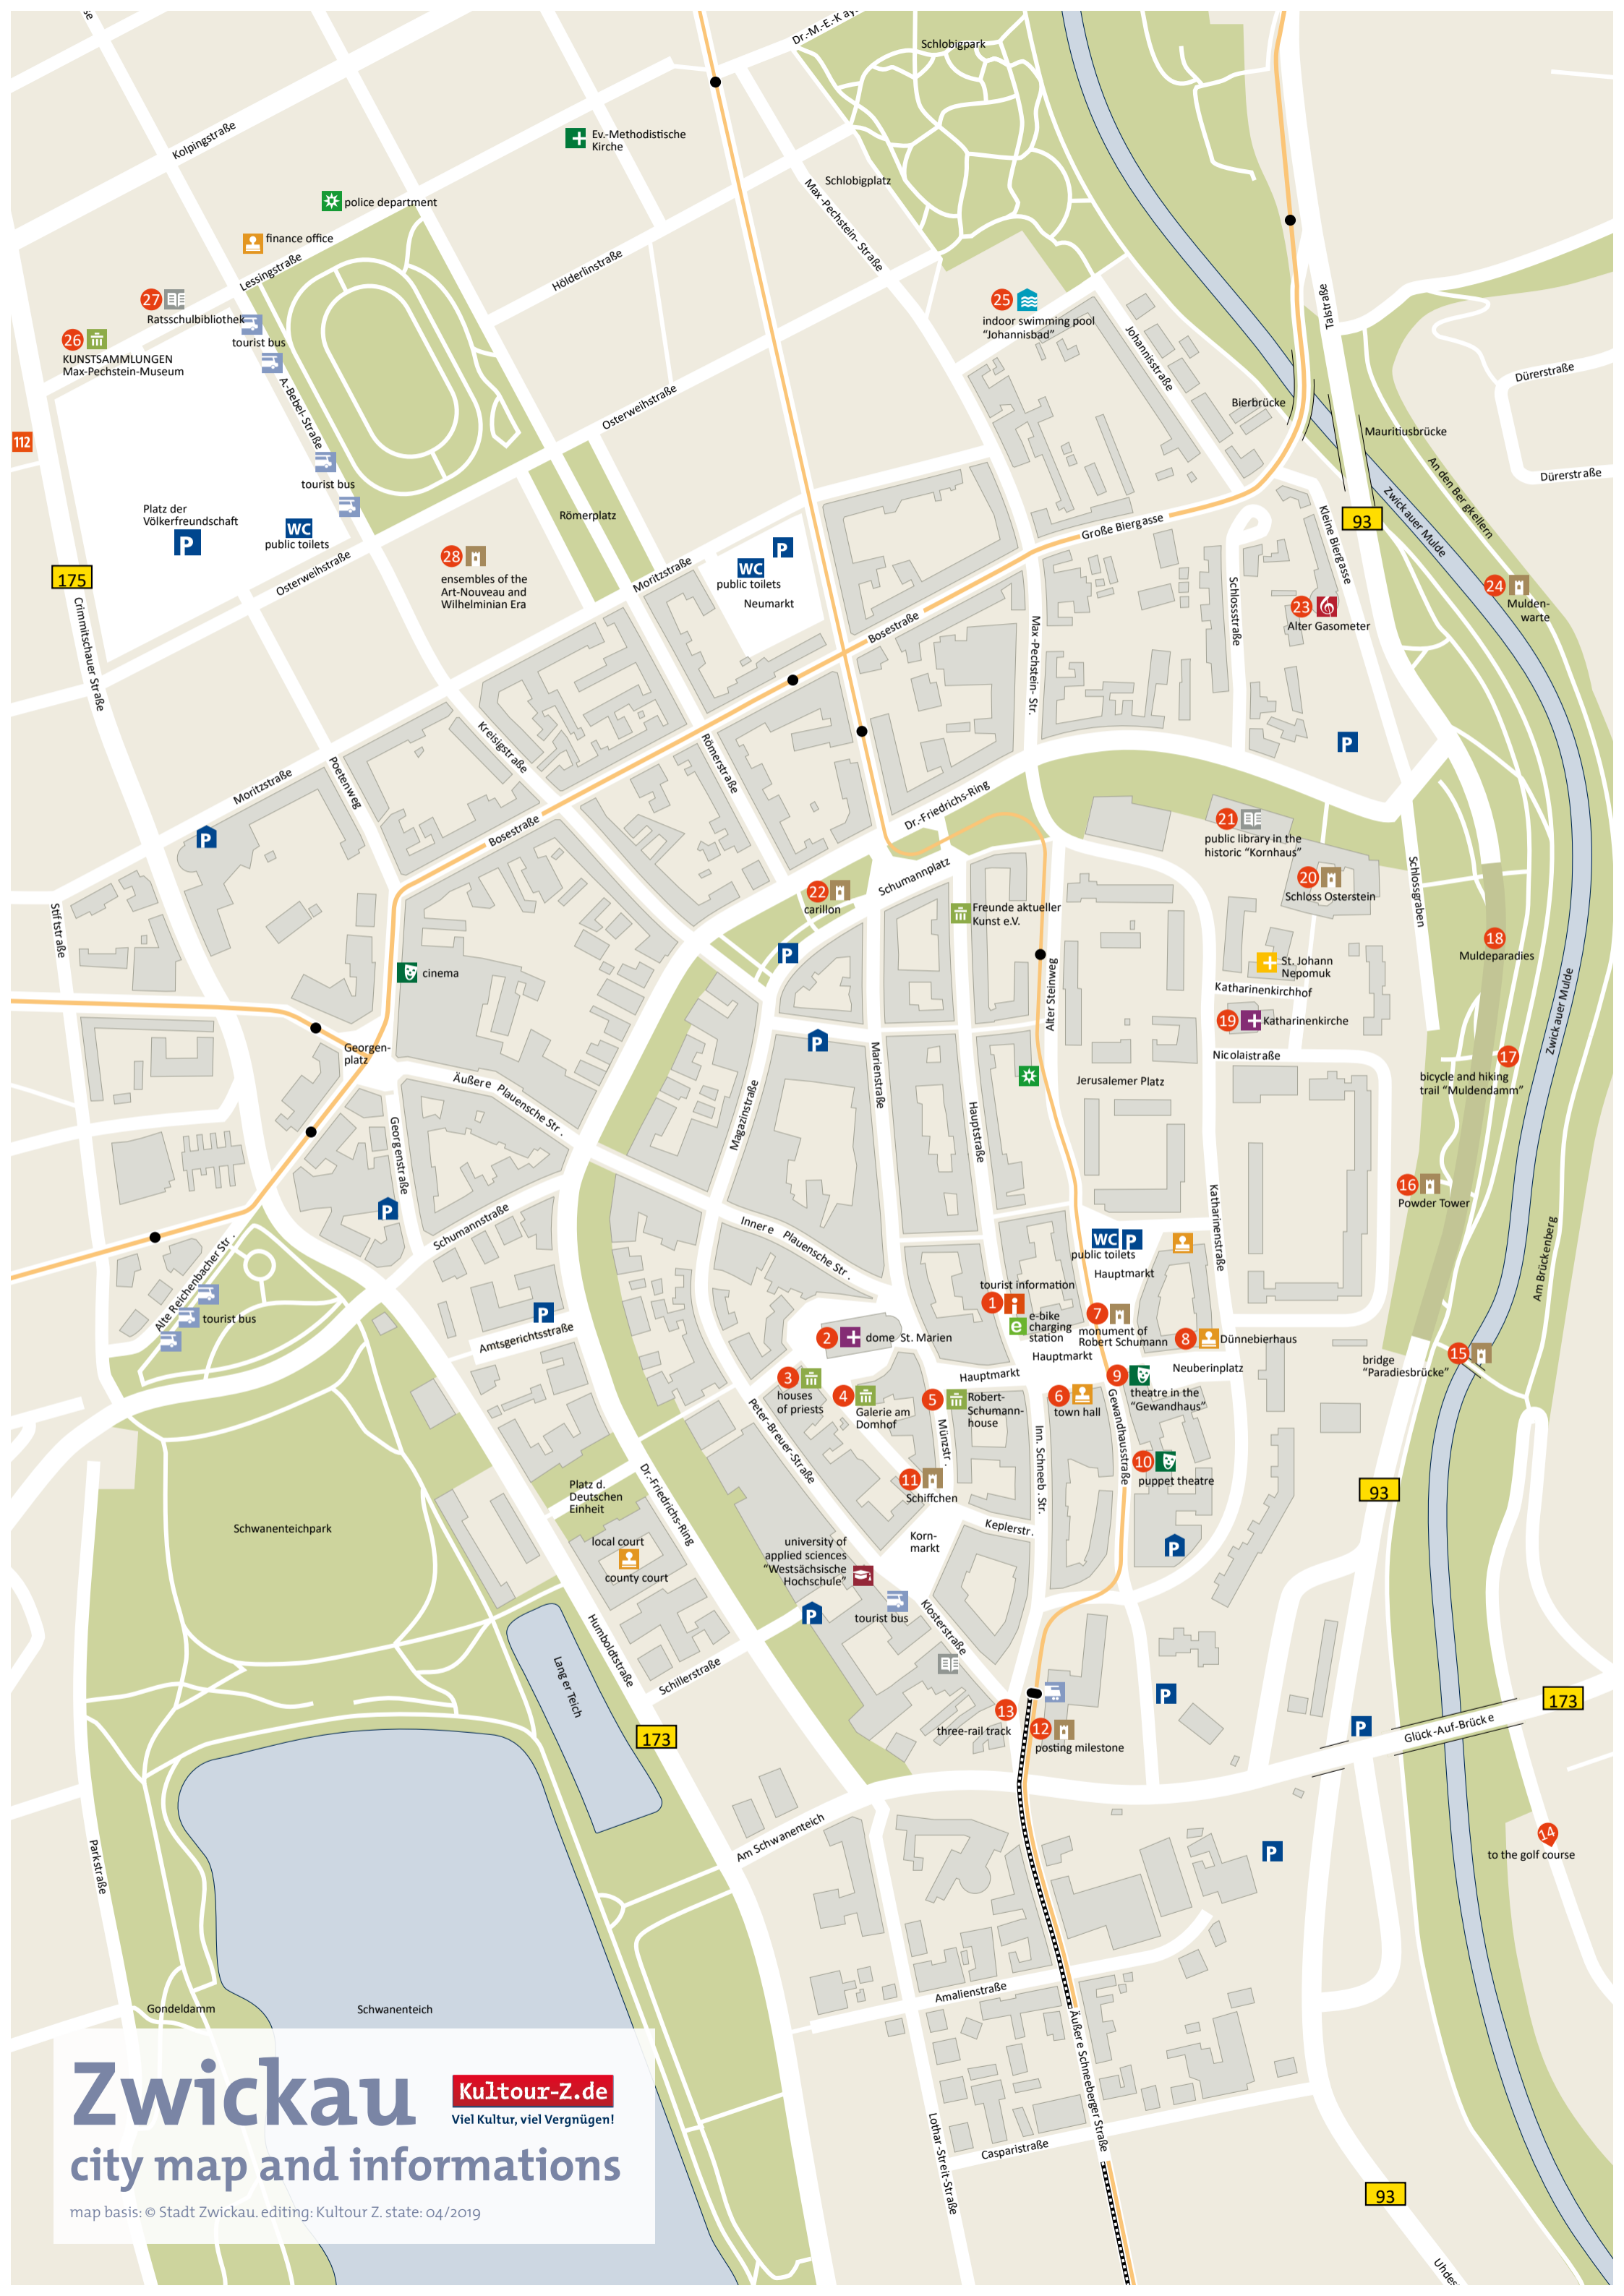 Dr.-M.-E.-K ay
Schlobigpark
Kolpingstraße
Ev.-Methodistische
Kirche
Schlobigplatz
Max-Pechstein- Straße
police department
finance office
Lessingstraße
Hölderlinstraße
27
Ratsschulbibliothek
tourist bus
26
KUNSTSAMMLUNGEN
Max-Pechstein-Museum
A.-Bebel-Straße
25
indoor swimming pool
“Johannisbad”
Johannisstraße
Talstraße
Dürerstraße
Bierbrücke
Mauritiusbrücke
An den Bergkellern
Dürerstraße
Osterweihstraße
112
tourist bus
Platz der
Völkerfreundschaft
P
WC
public toilets
Römerplatz
Große Biergasse
Kleine Biergasse
93
Zwickauer Mulde
175
Osterweihstraße
28
ensembles of the
Art-Nouveau and
Wilhelminian Era
Moritzstraße
P
WC
public toilets
Neumarkt
Crimmitschauer Straße
Bosestraße
Max-Pechstein- Str.
Schlossstraße
23
Alter Gasometer
24
Mulden-
warte
Kreisigstraße
Römerstraße
P
Moritzstraße
Poetenweg
Dr.-Friedrichs-Ring
P
Bosestraße
21
public library in the
historic “Kornhaus”
20
Schloss Osterstein
Schlossgraben
Schumannplatz
22
carillon
Freunde aktueller
Kunst e.V.
Stiftstraße
cinema
P
Alter Steinweg
18
Muldeparadies
St. Johann
Nepomuk
Katharinenkirchhof
19
Katharinenkirche
Zwickauer Mulde
Georgen-
platz
P
Marienstraße
Nicolaistraße
17
bicycle and hiking
trail “Muldendamm”
Äußere Plauensche Str.
Magazinstraße
Hauptstraße
Jerusalemer Platz
Georgenstraße
P
Schumannstraße
16
Powder Tower
Katharinenstraße
Innere Plauensche Str.
WC
P
public toilets
Hauptmarkt
Am Brückenberg
Alte Reichenbacher Str.
tourist bus
P
Amtsgerichtsstraße
tourist information
1
e-bike
charging
station
7
monument of
Robert Schumann
2
dome St. Marien
8
Dünnebierhaus
Hauptmarkt
Hauptmarkt
Neuberinplatz
15
bridge
“Paradiesbrücke”
3
houses
of priests
4
Galerie am
Domhof
5
Robert-
Schumann-
house
6
town hall
9
theatre in the
“Gewandhaus”
Peter-Breuer-Straße
Münzstr.
Inn. Schneeb. Str.
Gewandhausstraße
10
puppet theatre
11
Schiffchen
93
Platz d.
Deutschen
Einheit
Dr.-Friedrichs-Ring
Schwanenteichpark
Keplerstr.
Korn-
markt
university of
applied sciences
“Westsächsische
Hochschule”
P
local court
county court
P
tourist bus
Klosterstraße
Humboldtstraße
Langer Teich
Schillerstraße
P
13
three-rail track
12
posting milestone
173
P
Glück-Auf-Brücke
173
Am Schwanenteich
14
to the golf course
P
Parkstraße
Amalienstraße
Gondeldamm
Schwanenteich
Äußere Schneeberger Straße
Zwickau
Kultour-Z.de
Viel Kultur, viel Vergnügen!
city map and informations
map basis: © Stadt Zwickau. editing: Kultour Z. state: 04/2019
Lothar-Streit-Straße
Casparistraße
93
Uhdes